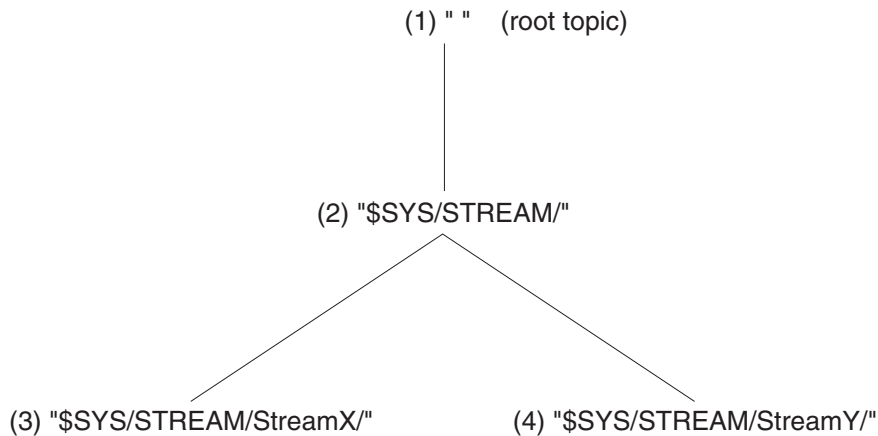 (1) " " (root topic)
(2) "$SYS/STREAM/"
(3) "$SYS/STREAM/StreamX/"
(4) "$SYS/STREAM/StreamY/"